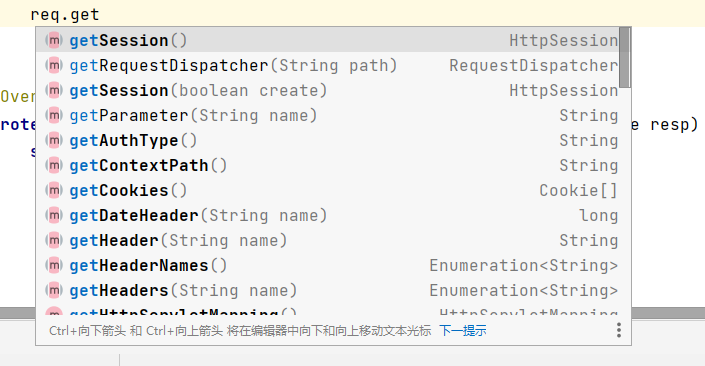 req.get
m getSession() HttpSession
m getRequestDispatcher(String path) RequestDispatcher
m getSession(boolean create) HttpSession
Over
m getParameter(String name) String
rote
e resp)
m getAuthType() String
s
m getContextPath() String
m getCookies() Cookie[]
m getDateHeader(String name) long
m getHeader(String name) String
m getHeaderNames() Enumeration<String>
m getHeaders(String name) Enumeration<String>
m getHttpServletMapping() HttpServletMapping
Ctrl+向下箭头 和 Ctrl+向上箭头 将在编辑器中向下和向上移动文本光标 下一提示